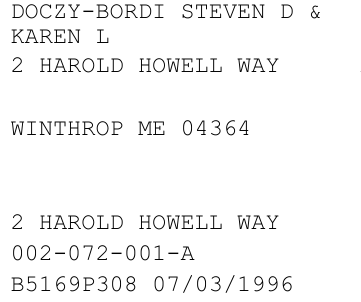 DOCZY-BORDI STEVEN D &
KAREN L
2 HAROLD HOWELL WAY
WINTHROP ME 04364
2 HAROLD HOWELL WAY
002-072-001-A
B5169P308 07/03/1996